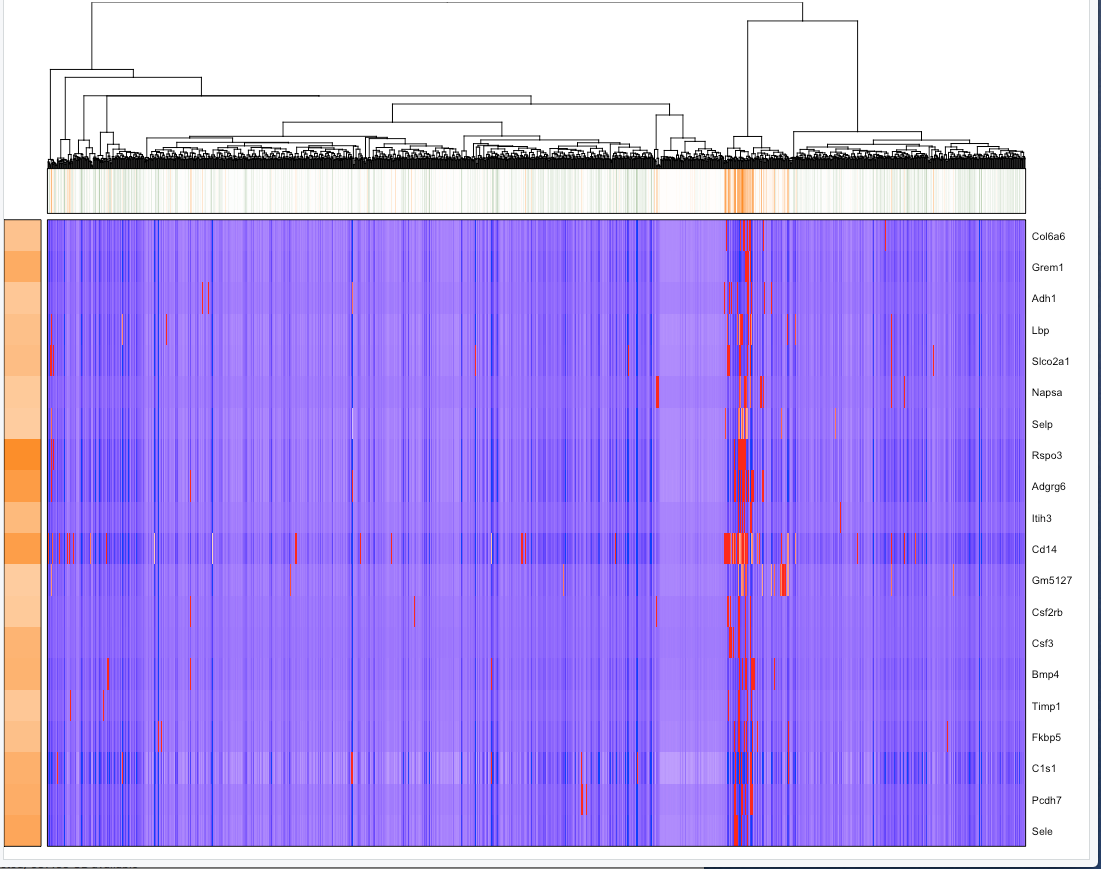 Col6a6
Grem1
Adh1
Lbp
Slco2a1
Napsa
Selp
Rspo3
Adgrg6
Itih3
Cd14
Gm5127
Csf2rb
Csf3
Bmp4
Timp1
Fkbp5
C1s1
Pcdh7
Sele